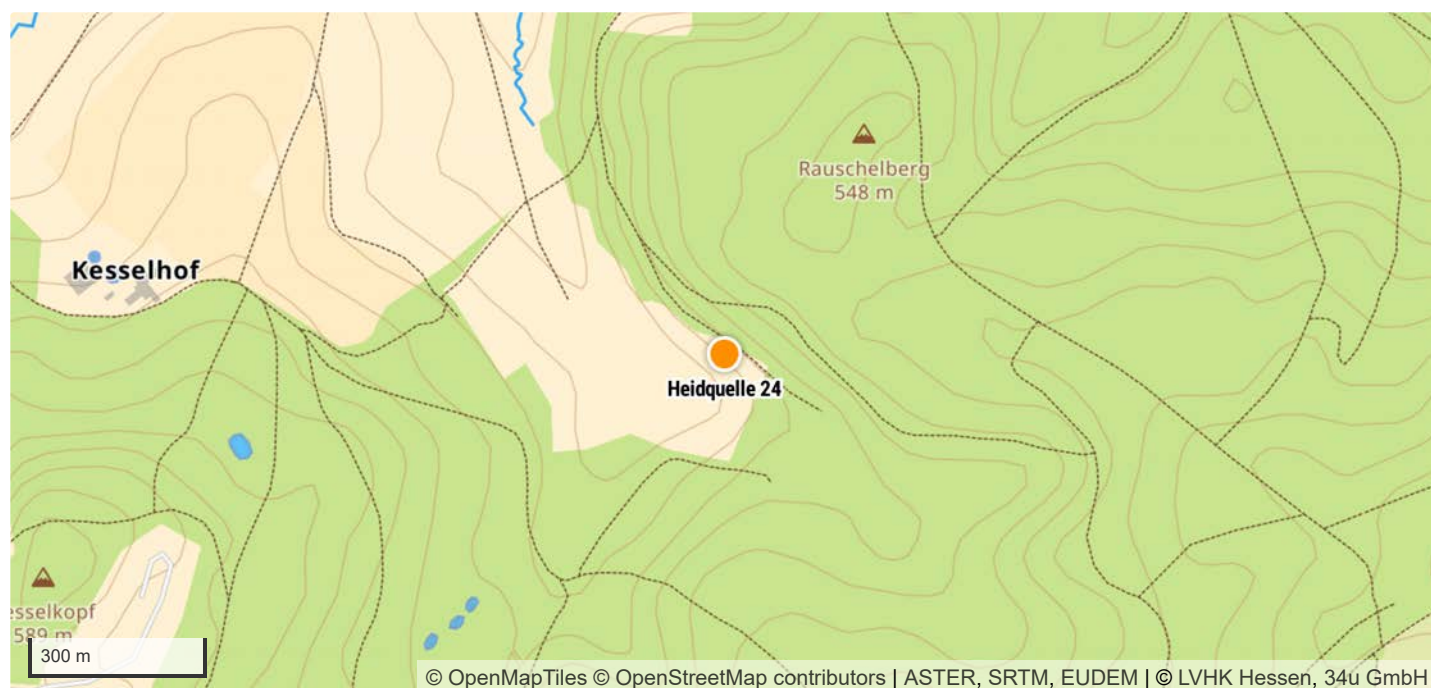 Rauschelberg
548 m
Kesselhof
Heidquelle 24
esselkopf
589 m
300 m
© OpenMapTiles © OpenStreetMap contributors | ASTER, SRTM, EUDEM | © LVHK Hessen, 34u GmbH